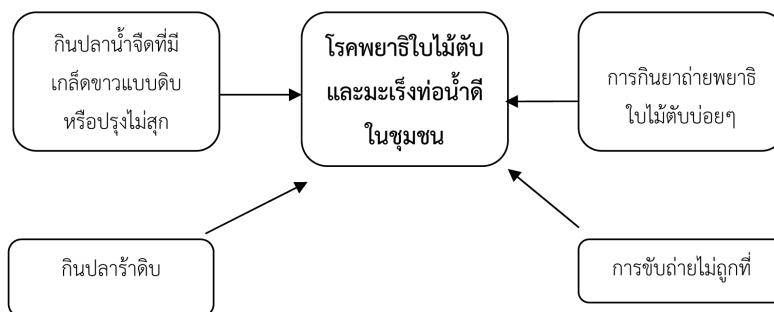 กินปลาน้ำจืดที่มี
เกล็ดขาวแบบดิบ
หรือปรุงไม่สุก
โรคพยาธิใบไม้ตับ
และมะเร็งท่อน้ำดี
ในชุมชน
การกินยาถ่ายพยาธิ
ใบไม้ตับบ่อยๆ
กินปลาร้าดิบ
การขับถ่ายไม่ถูกที่